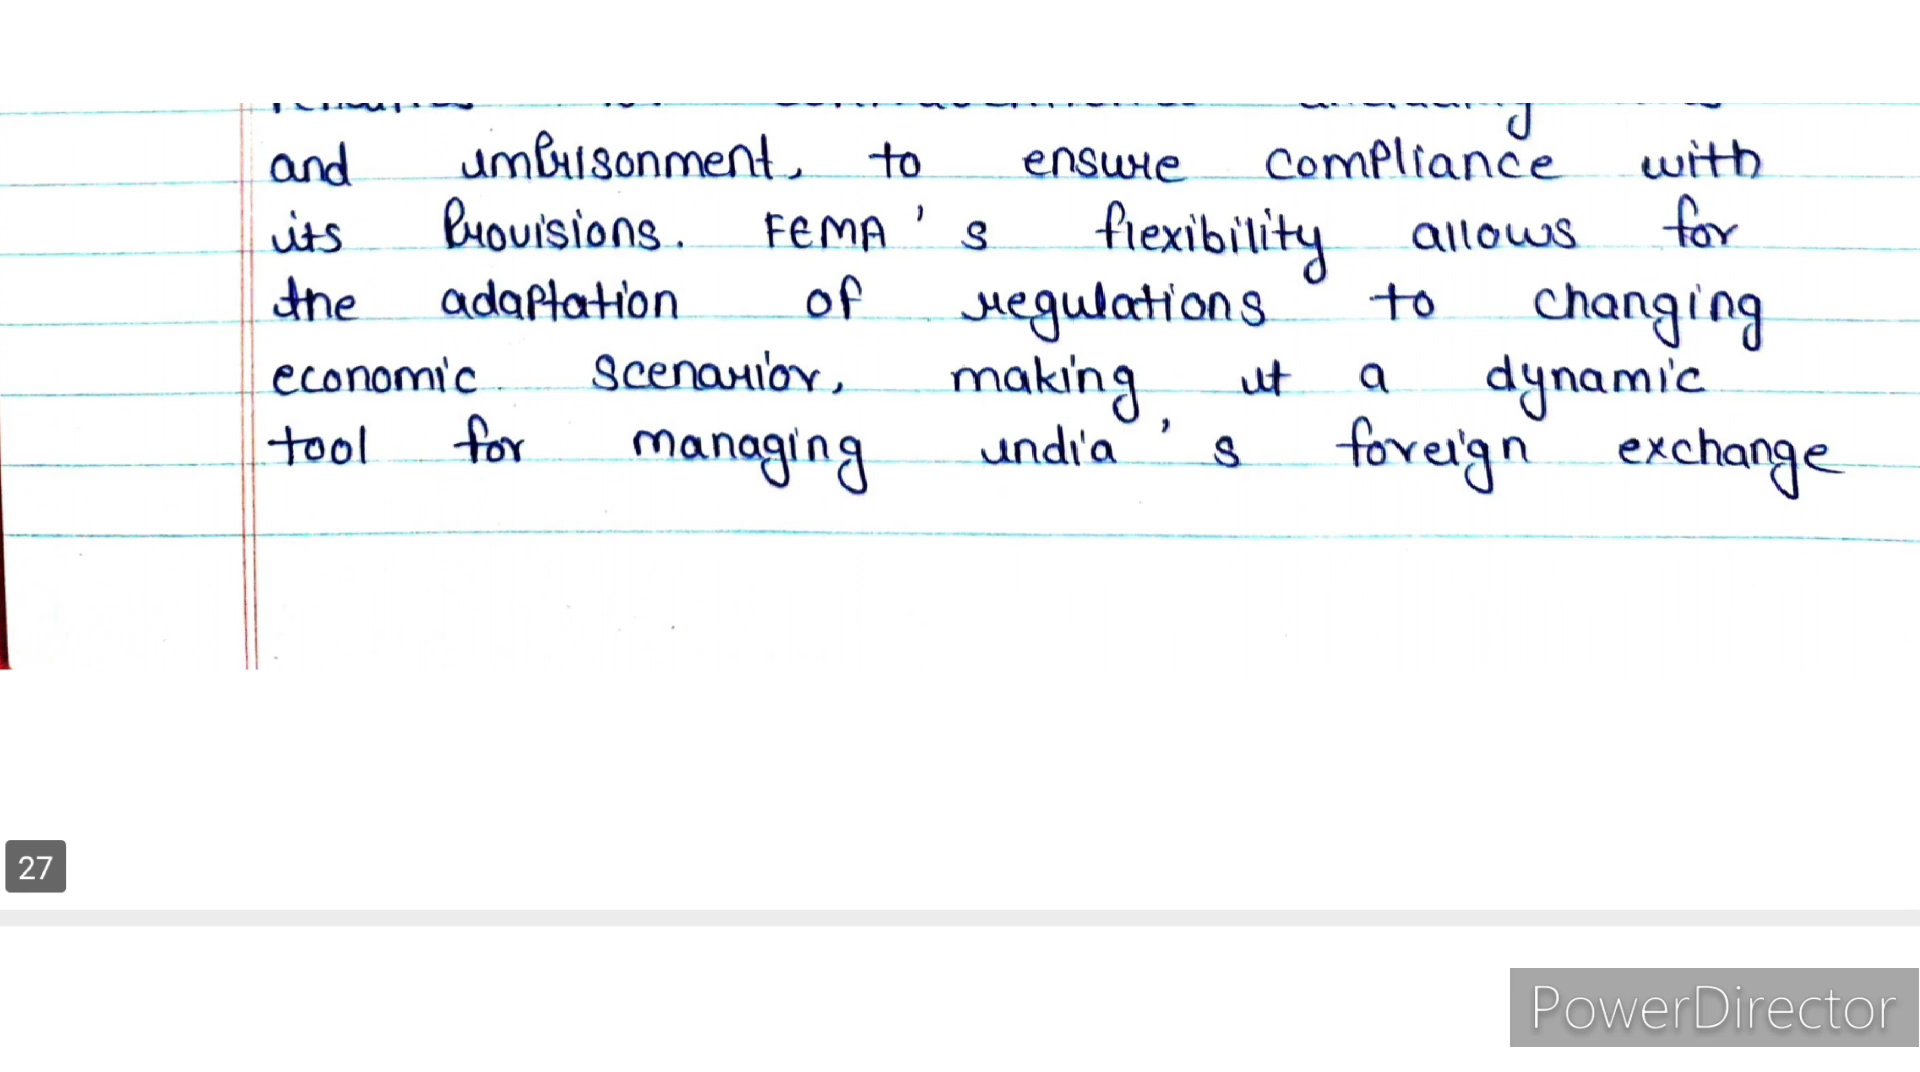 and imprisonment, to ensure compliance with
its provisions. FEMA's flexibility allows for
the adaptation of regulations to changing
economic scenarior, making it a dynamic
tool for managing india's foreign exchange
27
PowerDirector